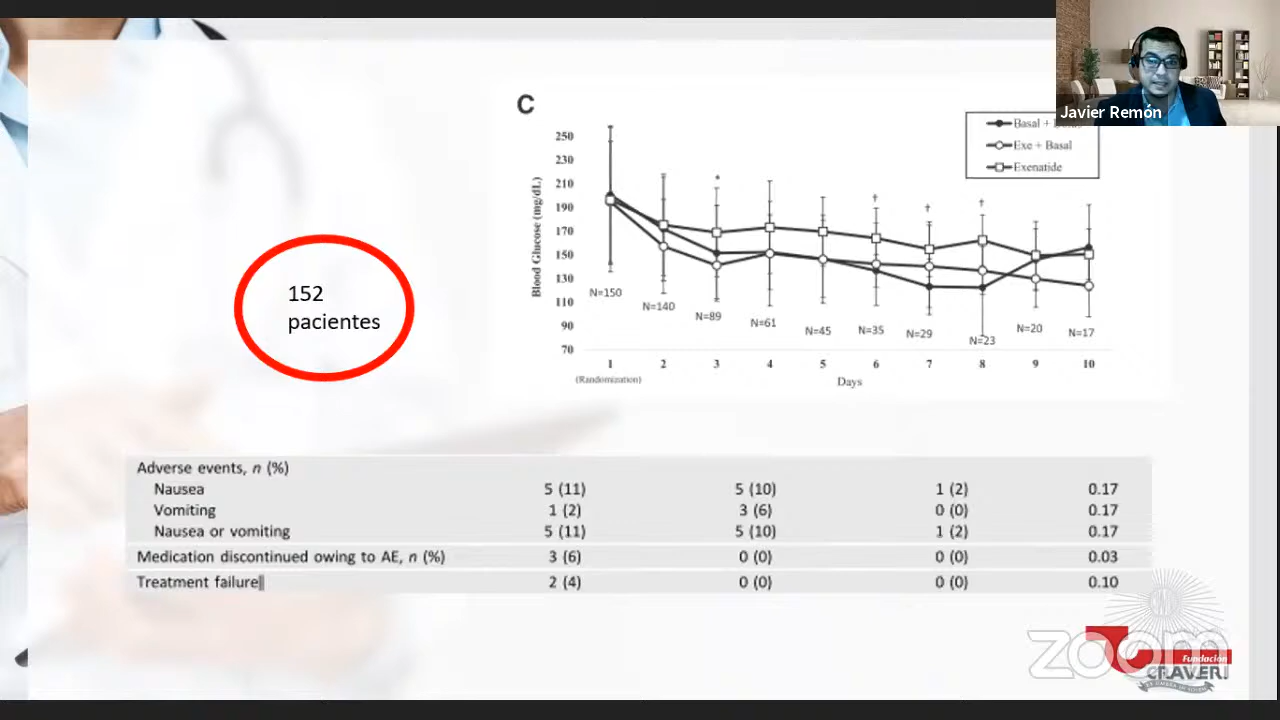 Javier Remón
C
Basal +
Exe + Basal
Exenatide
Blood Glucose (mg/dL)
250
230
210
190
170
150
130
110
90
70
*
†
†
†
N=150
N=140
N=89
N=61
N=45
N=35
N=29
N=23
N=20
N=17
1 2 3 4 5 6 7 8 9 10
(Randomization)
Days
152
pacientes
Adverse events, n (%)
Nausea 5 (11) 5 (10) 1 (2) 0.17
Vomiting 1 (2) 3 (6) 0 (0) 0.17
Nausea or vomiting 5 (11) 5 (10) 1 (2) 0.17
Medication discontinued owing to AE, n (%) 3 (6) 0 (0) 0 (0) 0.03
Treatment failure|| 2 (4) 0 (0) 0 (0) 0.10
zoom
Fundación
CRAVERI